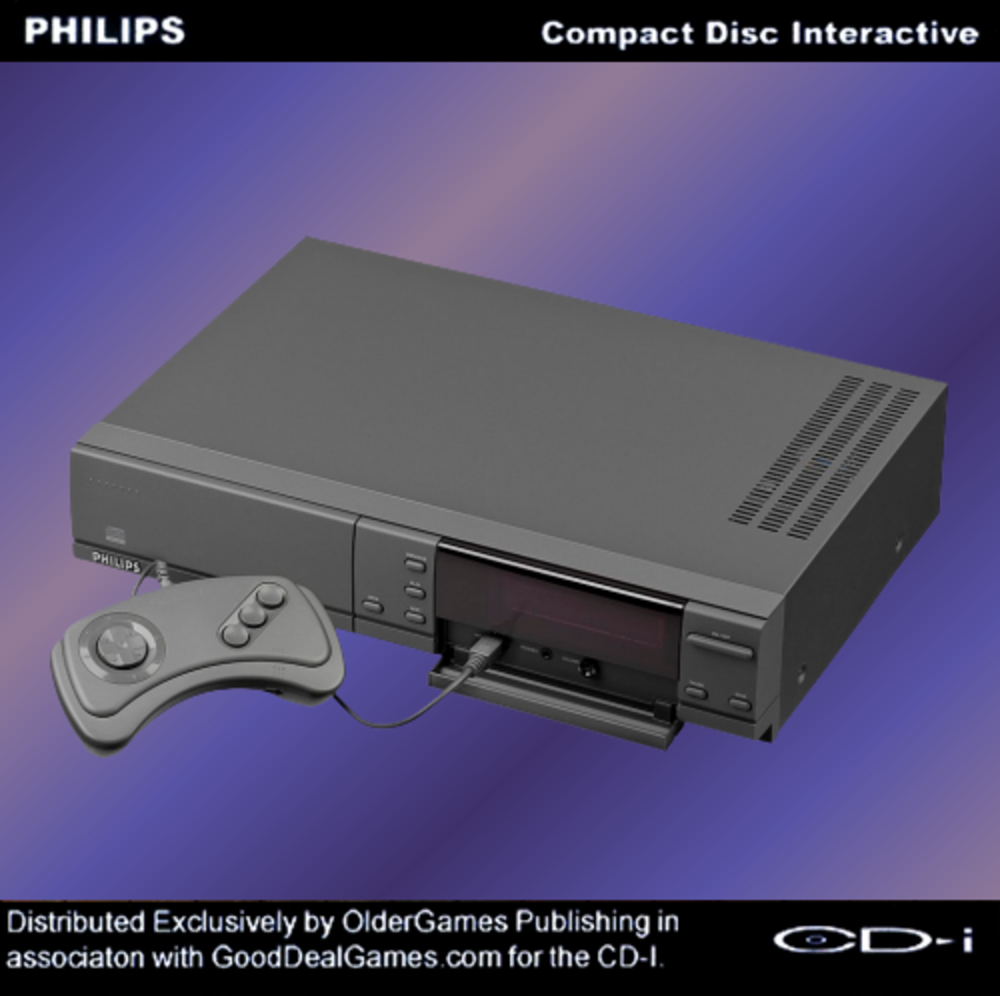 PHILIPS
Compact Disc Interactive
PHILIPS
Distributed Exclusively by OlderGames Publishing in
associaton with GoodDealGames.com for the CD-I.
CD-i